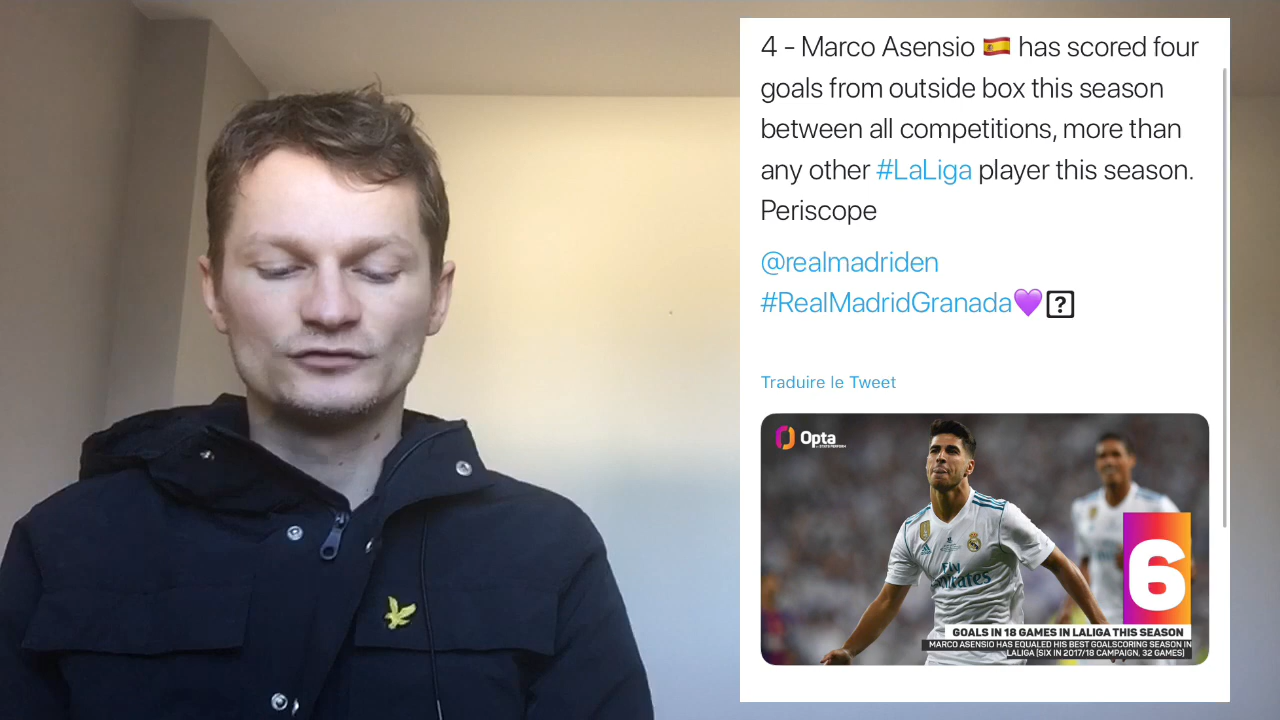 4 - Marco Asensio 🇪🇸 has scored four
goals from outside box this season
between all competitions, more than
any other #LaLiga player this season.
Periscope
@realmadriden
#RealMadridGranada💜
Traduire le Tweet
Opta
6
GOALS IN 18 GAMES IN LALIGA THIS SEASON
MARCO ASENSIO HAS EQUALED HIS BEST GOALSCORING SEASON IN
LALIGA (SIX IN 2017/18 CAMPAIGN, 32 GAMES)